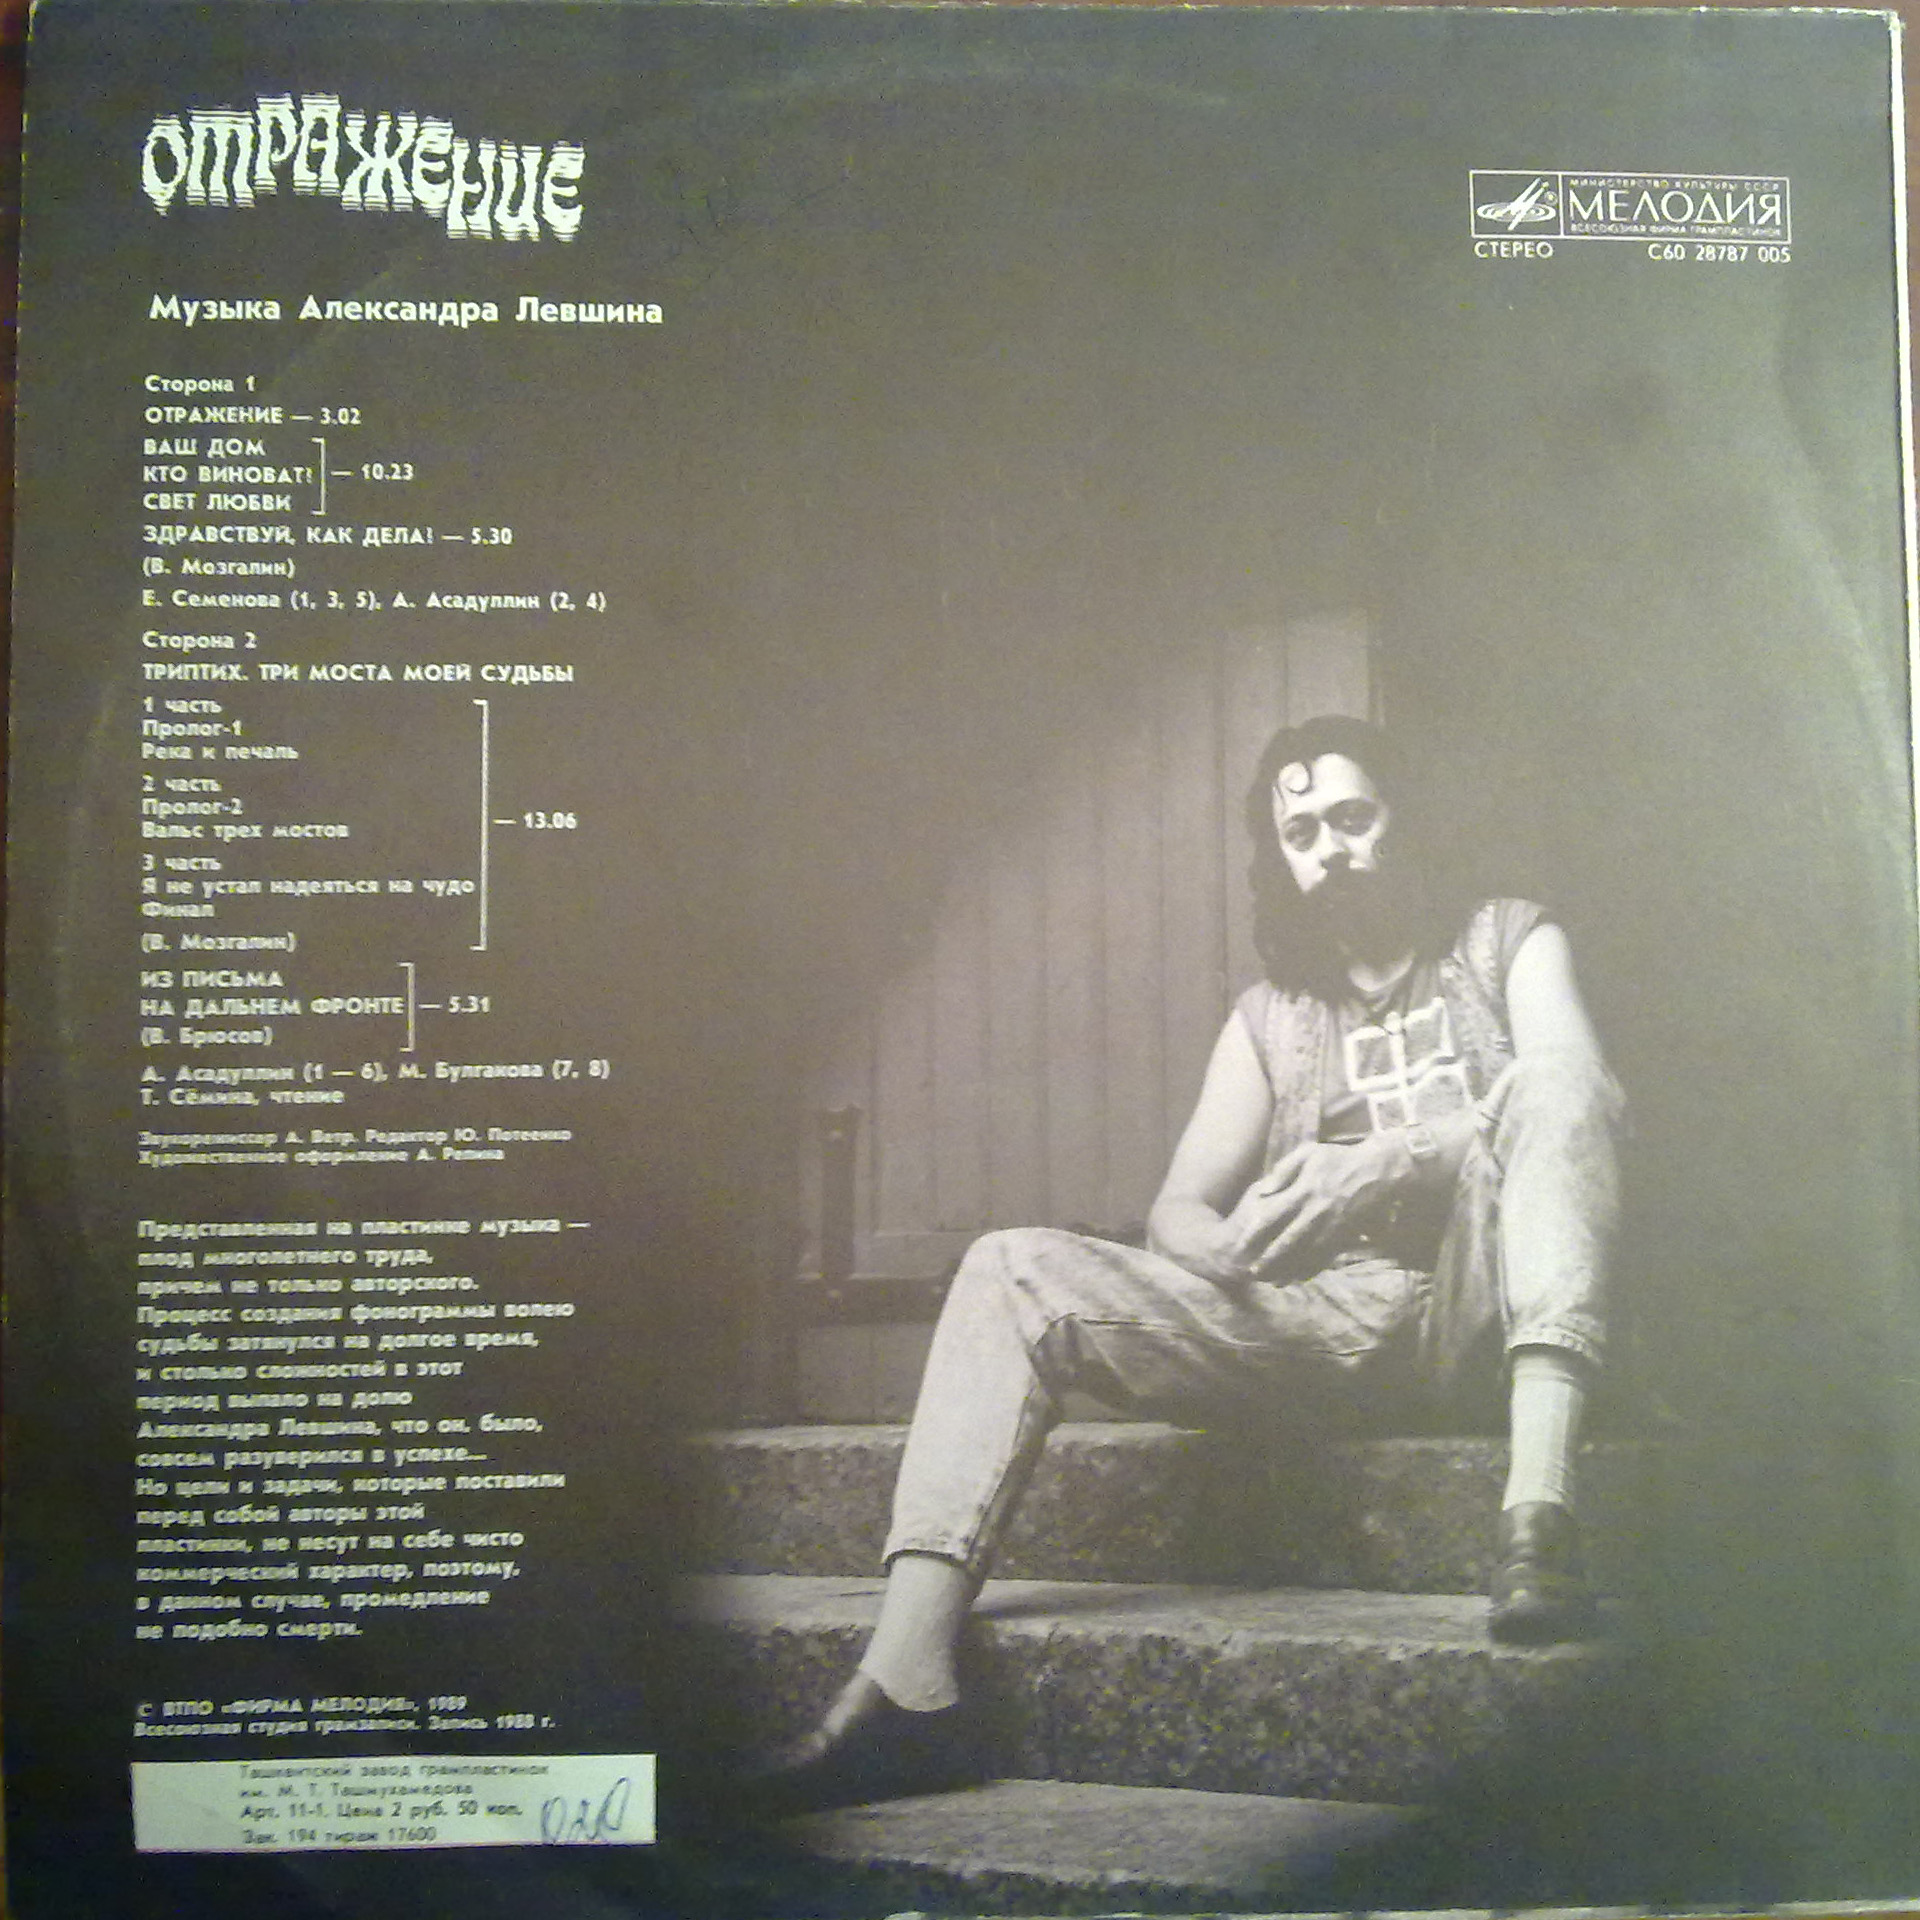 ОТРАЖЕНИЕ
МИНИСТЕРСТВО КУЛЬТУРЫ СССР
МЕЛОДИЯ
ВСЕСОЮЗНАЯ ФИРМА ГРАМПЛАСТИНОК
СТЕРЕО С60 28787 005
Музыка Александра Левшина
Сторона 1
ОТРАЖЕНИЕ — 3.02
ВАШ ДОМ
КТО ВИНОВАТ? — 10.23
СВЕТ ЛЮБВИ
ЗДРАВСТВУЙ, КАК ДЕЛА? — 5.30
(В. Мозгалин)
Е. Семенова (1, 3, 5), А. Асадуллин (2, 4)
Сторона 2
ТРИПТИХ. ТРИ МОСТА МОЕЙ СУДЬБЫ
1 часть
Пролог-1
Река и печаль
2 часть
Пролог-2
Вальс трех мостов
— 13.06
3 часть
Я не устал надеяться на чудо
Финал
(В. Мозгалин)
ИЗ ПИСЬМА
НА ДАЛЬНЕМ ФРОНТЕ — 5.31
(В. Брюсов)
А. Асадуллин (1 — 6), М. Булгакова (7, 8)
Т. Сёмина, чтение
Звукорежиссер А. Ветр. Редактор Ю. Потеенко
Художественное оформление А. Репина
Представленная на пластинке музыка —
плод многолетнего труда,
причем не только авторского.
Процесс создания фонограммы волею
судьбы затянулся на долгое время,
и столько сложностей в этот
период выпало на долю
Александра Левшина, что он, было,
совсем разуверился в успехе...
Но цели и задачи, которые поставили
перед собой авторы этой
пластинки, не несут на себе чисто
коммерческий характер, поэтому,
в данном случае, промедление
не подобно смерти.
С ВТПО «ФИРМА МЕЛОДИЯ», 1989
Всесоюзная студия грамзаписи. Запись 1988 г.
Ташкентский завод грампластинок
им. М. Т. Ташмухамедова
Арт. 11-1. Цена 2 руб. 50 коп.
Зак. 194 тираж 17600